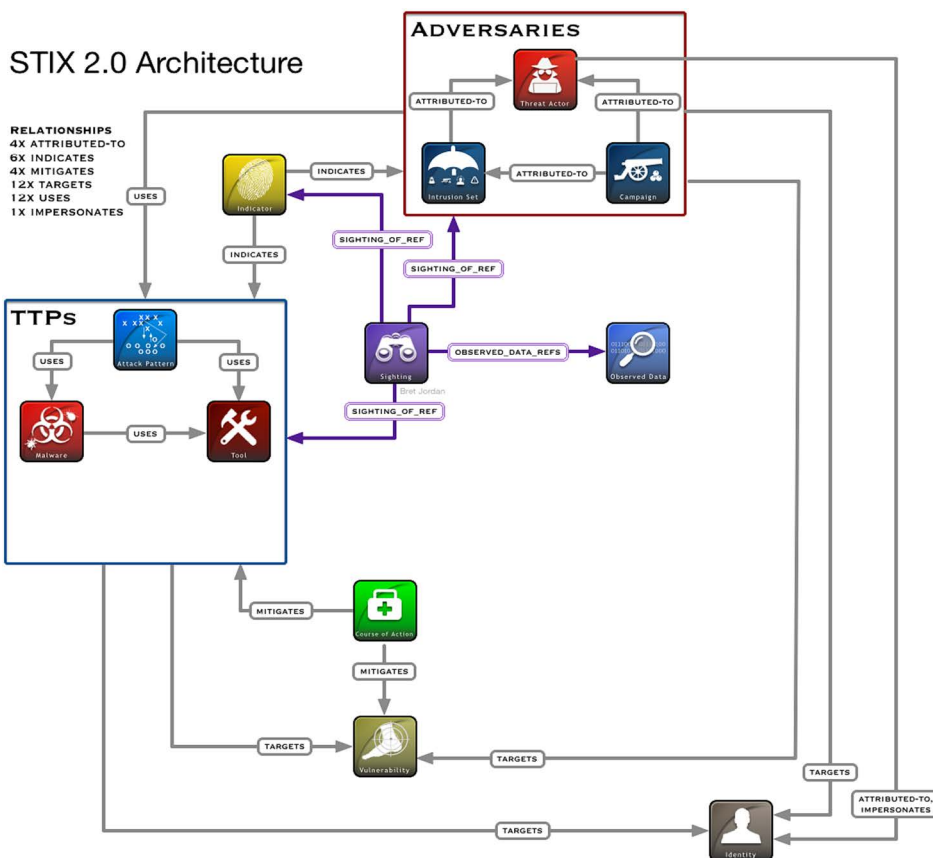 ADVERSARIES
STIX 2.0 Architecture
Threat Actor
ATTRIBUTED-TO
ATTRIBUTED-TO
RELATIONSHIPS
4X ATTRIBUTED-TO
6X INDICATES
4X MITIGATES
12X TARGETS
12X USES
1X IMPERSONATES
USES
INDICATES
ATTRIBUTED-TO
Indicator
Intrusion Set
Campaign
SIGHTING_OF_REF
INDICATES
SIGHTING_OF_REF
TTPs
Attack Pattern
USES
USES
Sighting
OBSERVED_DATA_REFS
Observed Data
Bret Jordan
SIGHTING_OF_REF
USES
Malware
Tool
MITIGATES
Course of Action
MITIGATES
TARGETS
Vulnerability
TARGETS
TARGETS
ATTRIBUTED-TO,
IMPERSONATES
TARGETS
Identity